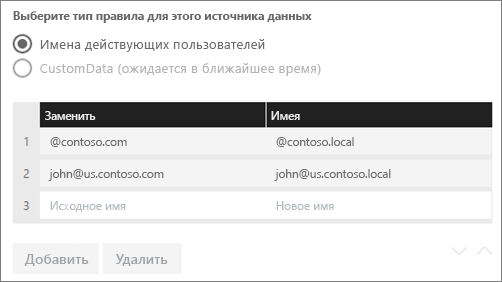 Выберите тип правила для этого источника данных
Имена действующих пользователей
CustomData (ожидается в ближайшее время)
Заменить Имея
1 @contoso.com @contoso.local
2 john@us.contoso.com john@us.contoso.local
3 Исходное имя Новое имя
Добавить Удалить